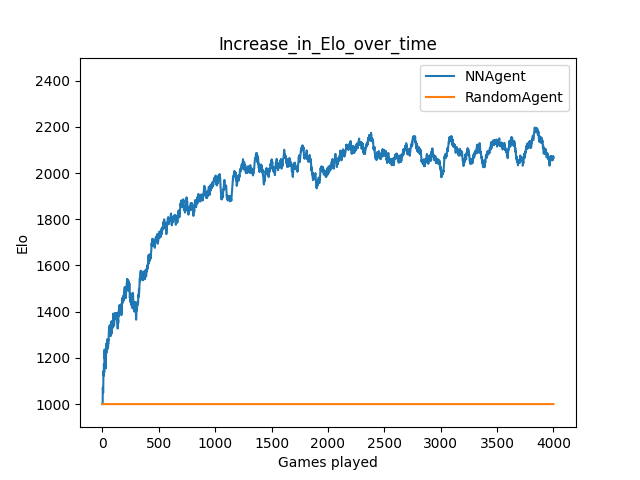 Increase_in_Elo_over_time
NNAgent
RandomAgent
2400
2200
2000
1800
1600
1400
1200
1000
Elo
0 500 1000 1500 2000 2500 3000 3500 4000
Games played